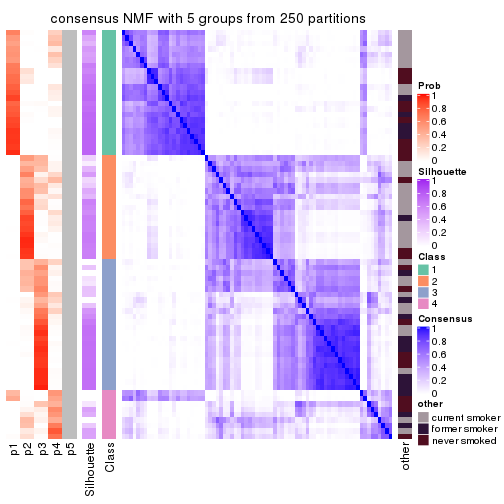 consensus NMF with 5 groups from 250 partitions
Prob
1
0.8
0.6
0.4
0.2
0
Silhouette
1
0.8
0.6
0.4
0.2
0
Class
1
2
3
4
Consensus
1
0.8
0.6
0.4
0.2
0
other
current smoker
former smoker
never smoked
p1
p2
p3
p4
p5
Silhouette
Class
other